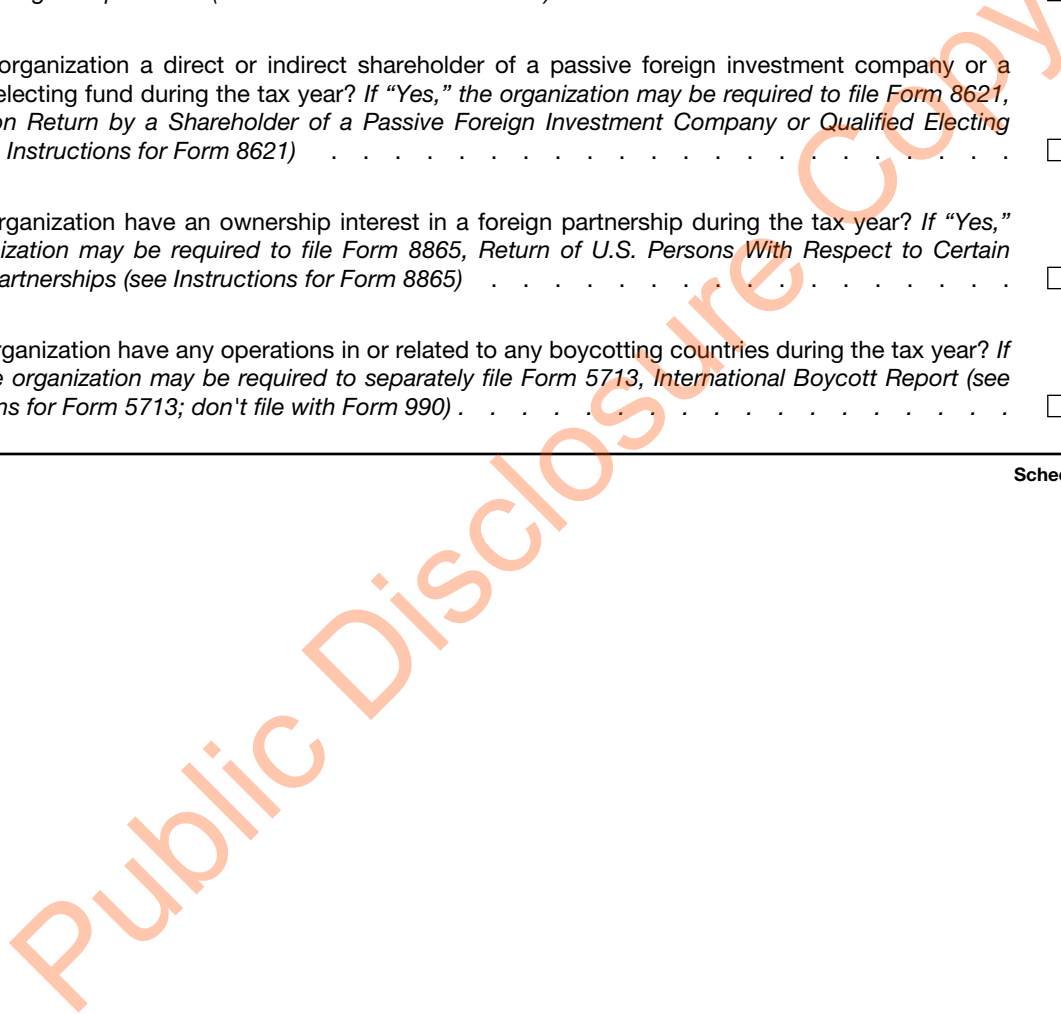 organization a direct or indirect shareholder of a passive foreign investment company or a
electing fund during the tax year? If “Yes,” the organization may be required to file Form 8621,
on Return by a Shareholder of a Passive Foreign Investment Company or Qualified Electing
Instructions for Form 8621) . . . . . . . . . . . . . . . . . . . . . .
rganization have an ownership interest in a foreign partnership during the tax year? If “Yes,”
ization may be required to file Form 8865, Return of U.S. Persons With Respect to Certain
artnerships (see Instructions for Form 8865) . . . . . . . . . . . . . . . . .
rganization have any operations in or related to any boycotting countries during the tax year? If
e organization may be required to separately file Form 5713, International Boycott Report (see
ns for Form 5713; don't file with Form 990) . . . . . . . . . . . . . . . . . .
Sched
Public Disclosure Copy